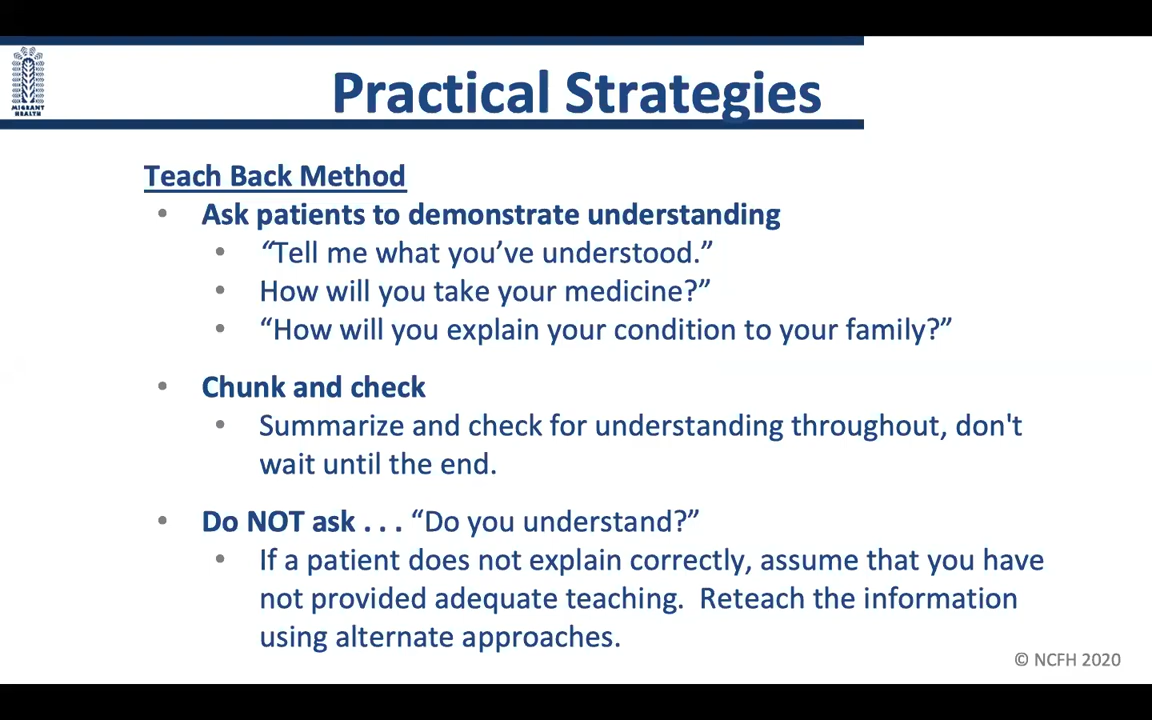 MIGRANT
HEALTH
Practical Strategies
Teach Back Method
• Ask patients to demonstrate understanding
• “Tell me what you’ve understood.”
• How will you take your medicine?”
• “How will you explain your condition to your family?”
• Chunk and check
• Summarize and check for understanding throughout, don't
wait until the end.
• Do NOT ask . . . “Do you understand?”
• If a patient does not explain correctly, assume that you have
not provided adequate teaching.  Reteach the information
using alternate approaches.
© NCFH 2020